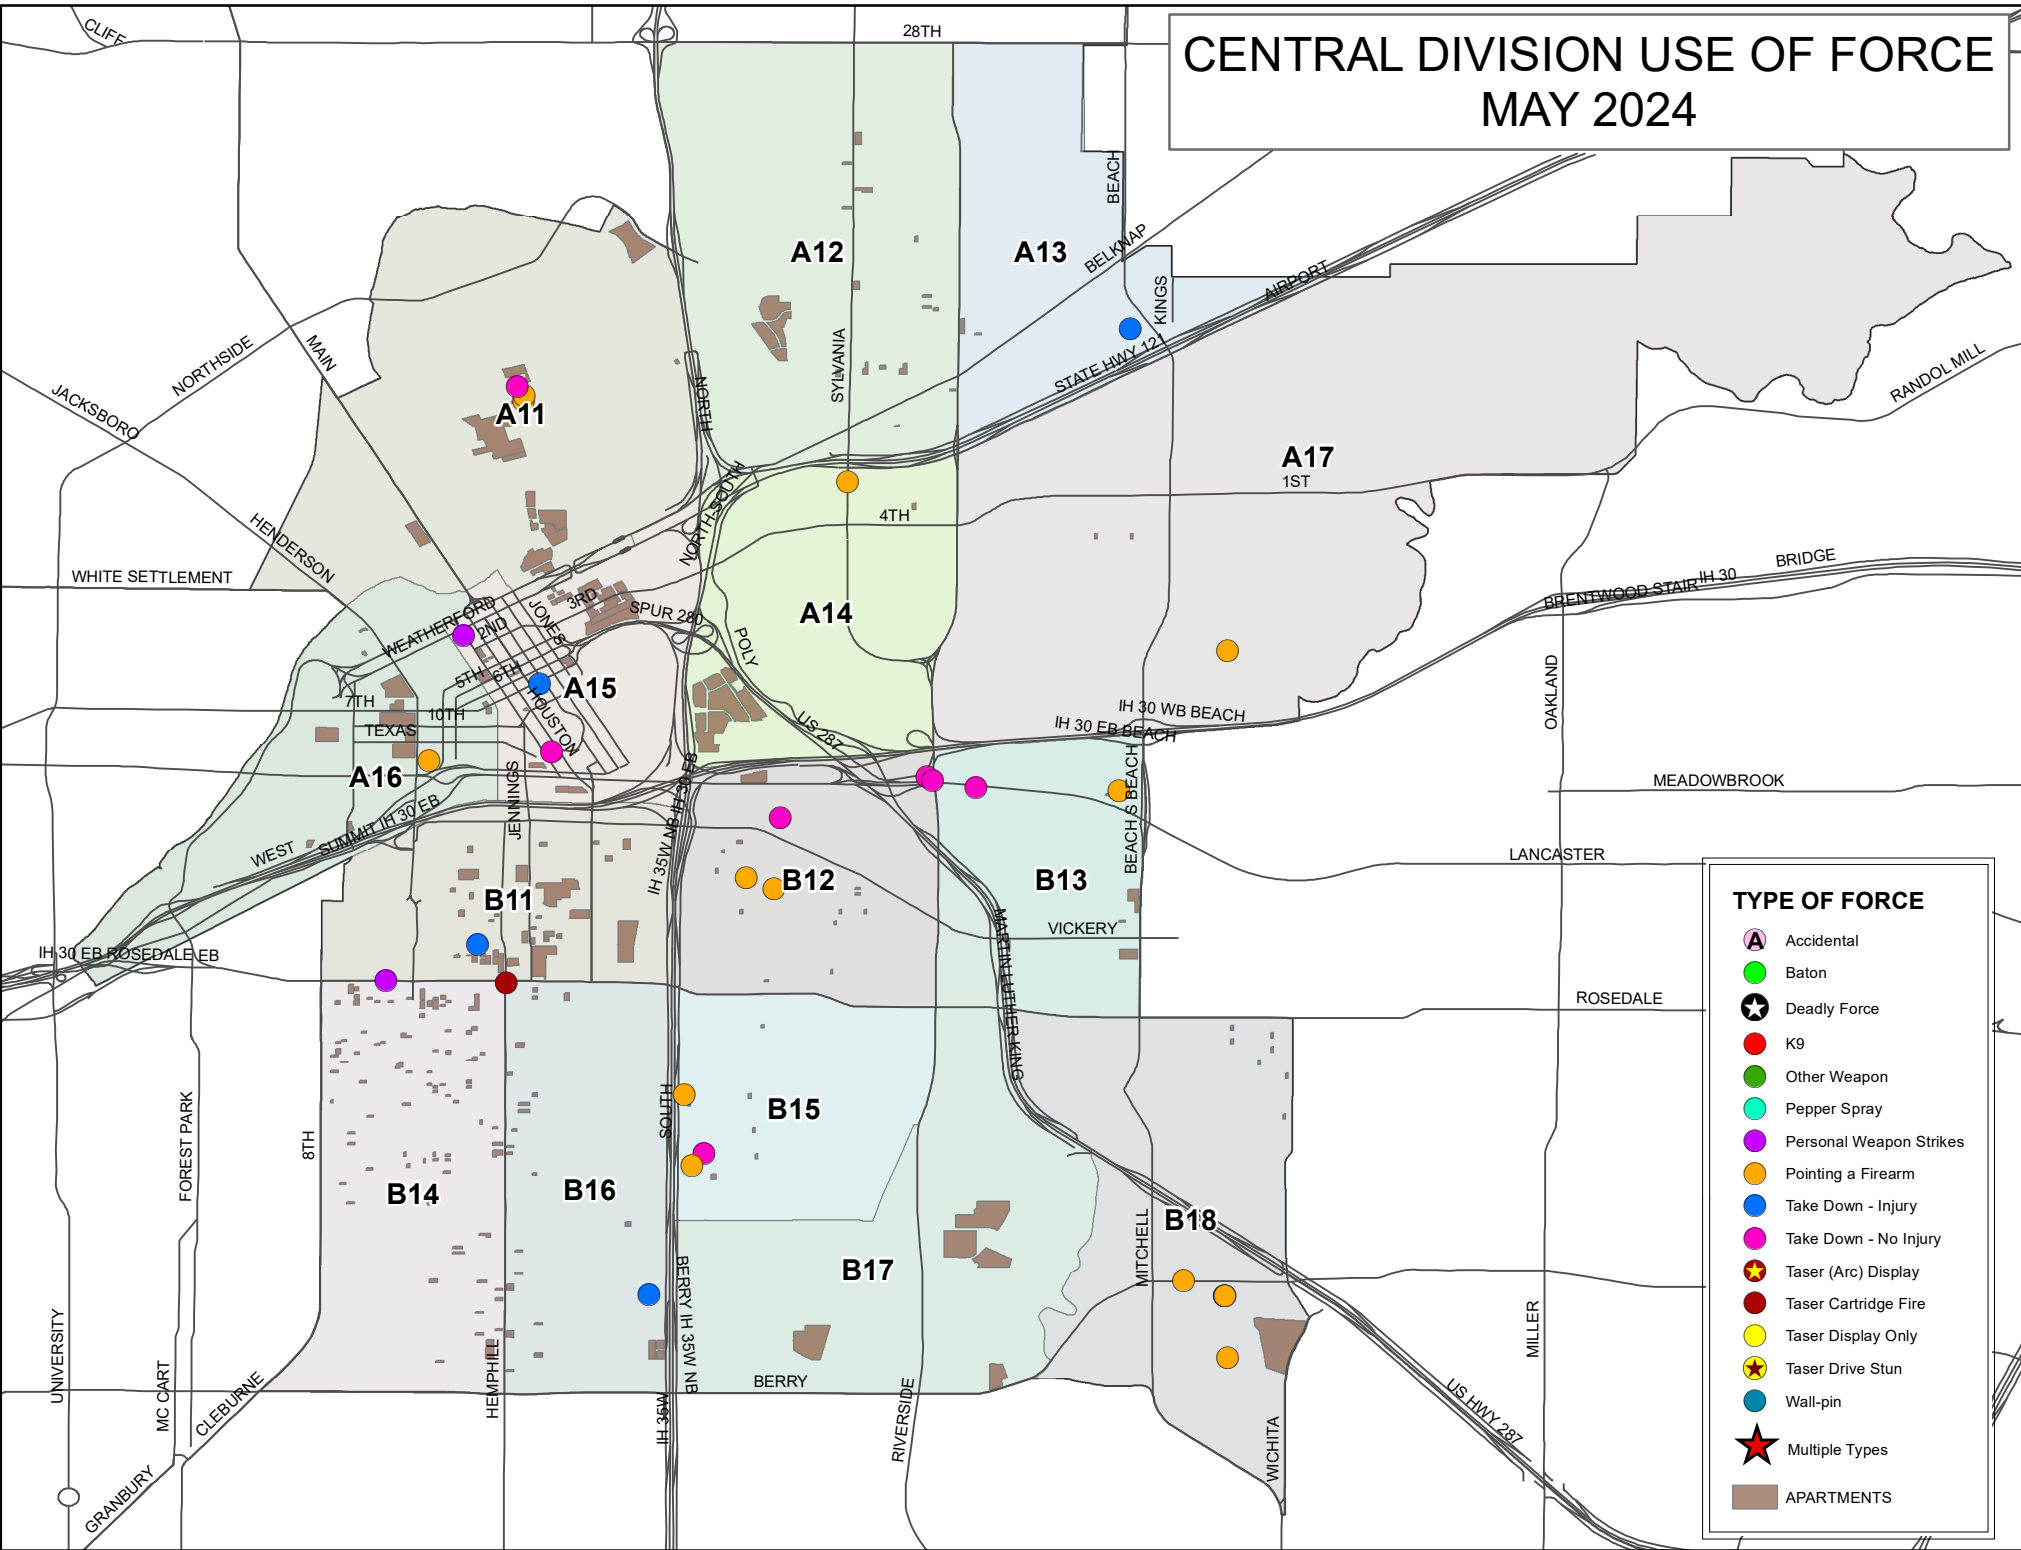 CENTRAL DIVISION USE OF FORCE
MAY 2024
CLIFF
28TH
BEACH
BELKNAP
A12
A13
KINGS
AIRPORT
NORTHSIDE
MAIN
SYLVANIA
STATE HWY 121
RANDOL MILL
JACKSBORO
NORTH
A11
A17
1ST
NORTH-SOUTH
4TH
HENDERSON
WHITE SETTLEMENT
BRIDGE
IH 30
BRENTWOOD STAIR
WEATHERFORD
2ND
JONES
3RD
SPUR 280
A14
POLY
5TH
6TH
A15
HOUSTON
7TH
10TH
TEXAS
US 287
IH 30 WB BEACH
IH 30 EB BEACH
OAKLAND
A16
JENNINGS
IH 35W NB IH 30 EB
BEACH S BEACH
MEADOWBROOK
SUMMIT IH 30 EB
WEST
LANCASTER
B11
B12
B13
VICKERY
MARTIN LUTHER KING
IH 30 EB ROSEDALE EB
ROSEDALE
FOREST PARK
8TH
SOUTH
B15
B14
B16
B18
MITCHELL
B17
BERRY IH 35W NB
UNIVERSITY
MC CART
CLEBURNE
HEMPHILL
IH 35W
BERRY
RIVERSIDE
WICHITA
MILLER
US HWY 287
GRANBURY
TYPE OF FORCE
A Accidental
Baton
Deadly Force
K9
Other Weapon
Pepper Spray
Personal Weapon Strikes
Pointing a Firearm
Take Down - Injury
Take Down - No Injury
Taser (Arc) Display
Taser Cartridge Fire
Taser Display Only
Taser Drive Stun
Wall-pin
Multiple Types
APARTMENTS